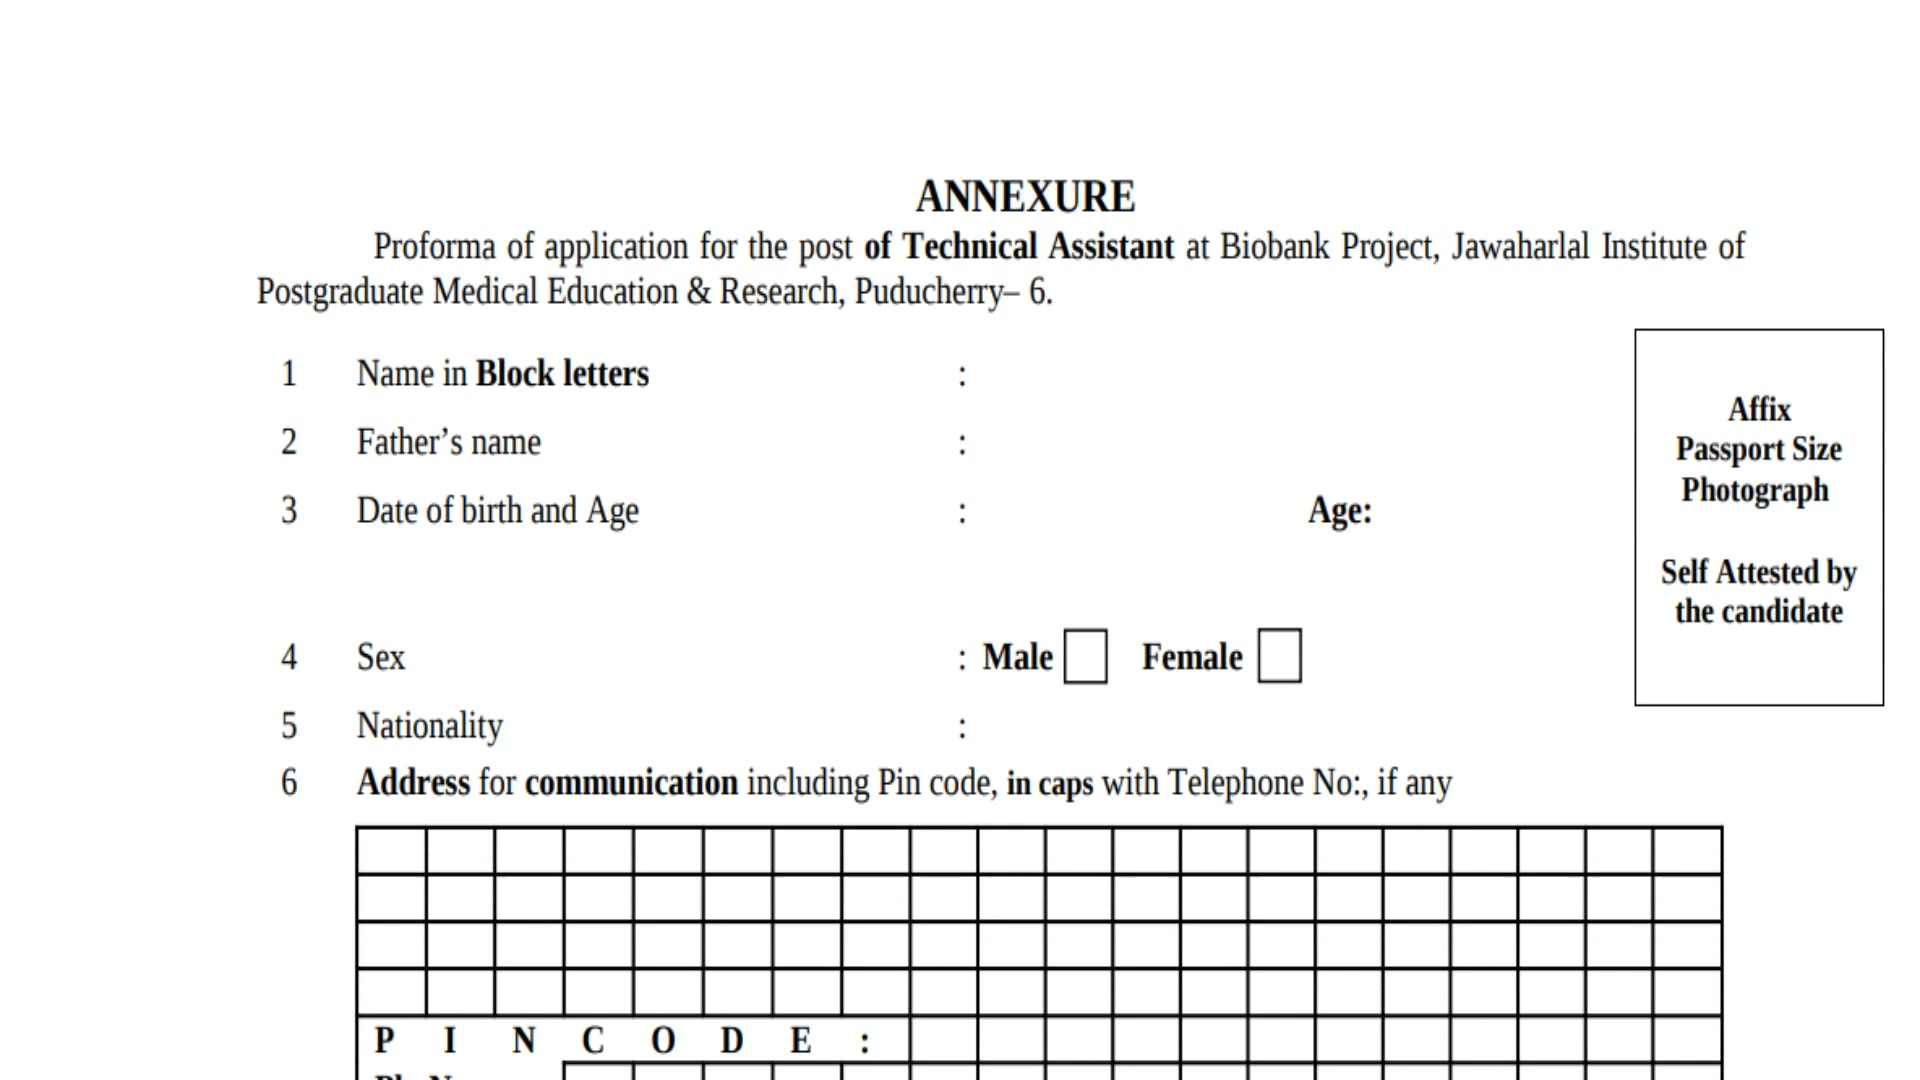 ANNEXURE
Proforma of application for the post of Technical Assistant at Biobank Project, Jawaharlal Institute of
Postgraduate Medical Education & Research, Puducherry– 6.
1 Name in Block letters :
2 Father’s name :
3 Date of birth and Age : Age:
Affix
Passport Size
Photograph
Self Attested by
the candidate
4 Sex : Male Female
5 Nationality :
6 Address for communication including Pin code, in caps with Telephone No:, if any
P I N C O D E :